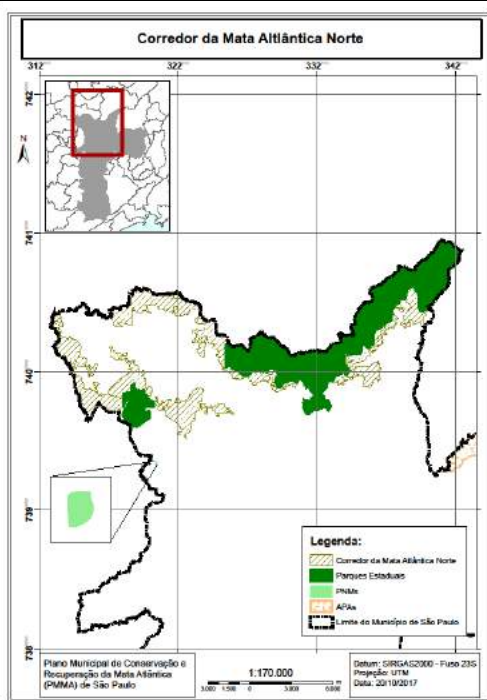 Corredor da Mata Altlântica Norte
312 322 332 342
742
N
741
740
739
738
Legenda:
Corredor da Mata Atlântica Norte
Parques Estaduais
PNMs
APAs
Limite do Município de São Paulo
Plano Municipal de Conservação e
Recuperação da Mata Atlântica
(PMMA) de São Paulo
1:170.000
Datum: SIRGAS2000 - Fuso 23S
Projeção: UTM
Data: 20/10/2017